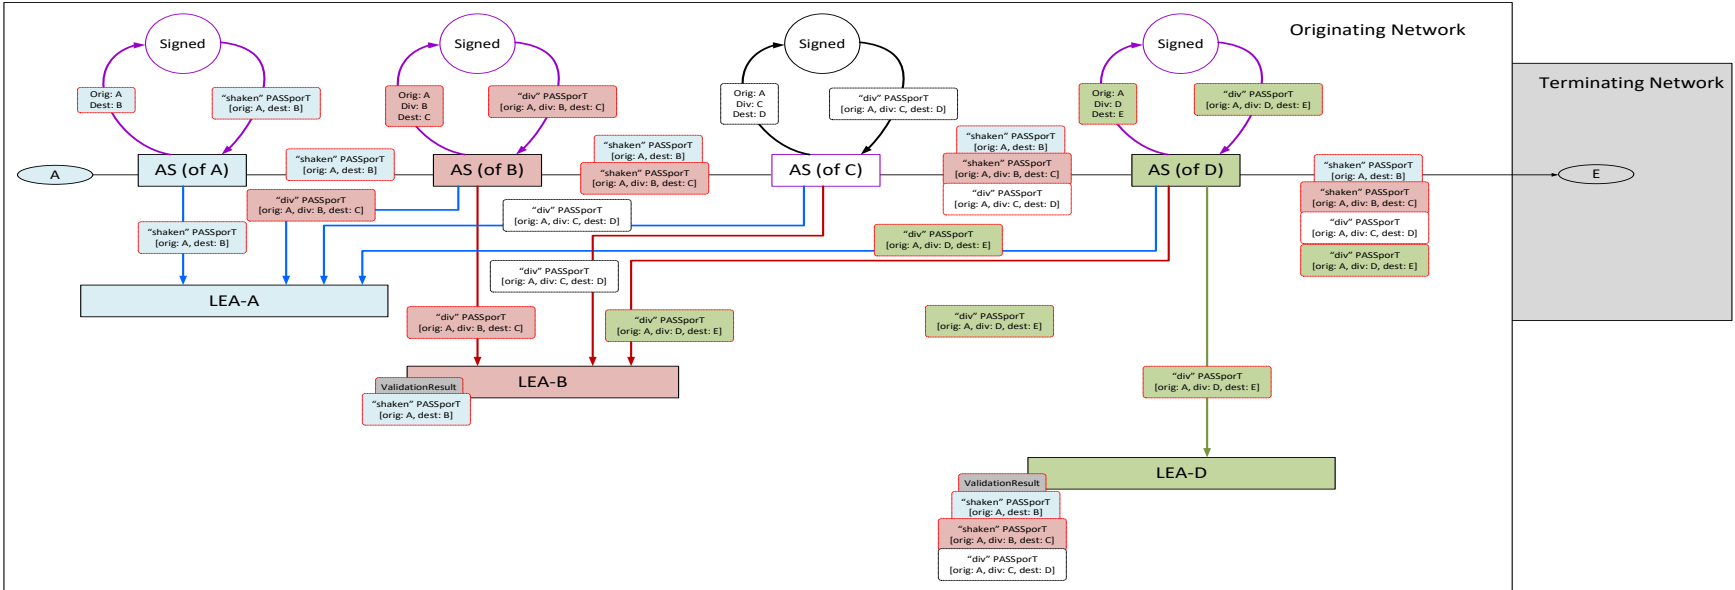 Originating Network
Terminating Network
Signed
Signed
Signed
Signed
Orig: A
Dest: B
“shaken” PASSporT
[orig: A, dest: B]
Orig: A
Div: B
Dest: C
“div” PASSporT
[orig: A, div: B, dest: C]
Orig: A
Div: C
Dest: D
“div” PASSporT
[orig: A, div: C, dest: D]
Orig: A
Div: D
Dest: E
“div” PASSporT
[orig: A, div: D, dest: E]
A
AS (of A)
“shaken” PASSporT
[orig: A, dest: B]
AS (of B)
“shaken” PASSporT
[orig: A, dest: B]
“shaken” PASSporT
[orig: A, div: B, dest: C]
AS (of C)
“shaken” PASSporT
[orig: A, dest: B]
“shaken” PASSporT
[orig: A, div: B, dest: C]
“div” PASSporT
[orig: A, div: C, dest: D]
AS (of D)
“shaken” PASSporT
[orig: A, dest: B]
“shaken” PASSporT
[orig: A, div: B, dest: C]
“div” PASSporT
[orig: A, div: C, dest: D]
“div” PASSporT
[orig: A, div: D, dest: E]
E
“shaken” PASSporT
[orig: A, dest: B]
“div” PASSporT
[orig: A, div: B, dest: C]
“div” PASSporT
[orig: A, div: C, dest: D]
“div” PASSporT
[orig: A, div: D, dest: E]
LEA-A
“div” PASSporT
[orig: A, div: C, dest: D]
“div” PASSporT
[orig: A, div: B, dest: C]
“div” PASSporT
[orig: A, div: D, dest: E]
“div” PASSporT
[orig: A, div: D, dest: E]
LEA-B
ValidationResult
“shaken” PASSporT
[orig: A, dest: B]
“div” PASSporT
[orig: A, div: D, dest: E]
LEA-D
ValidationResult
“shaken” PASSporT
[orig: A, dest: B]
“shaken” PASSporT
[orig: A, div: B, dest: C]
“div” PASSporT
[orig: A, div: C, dest: D]